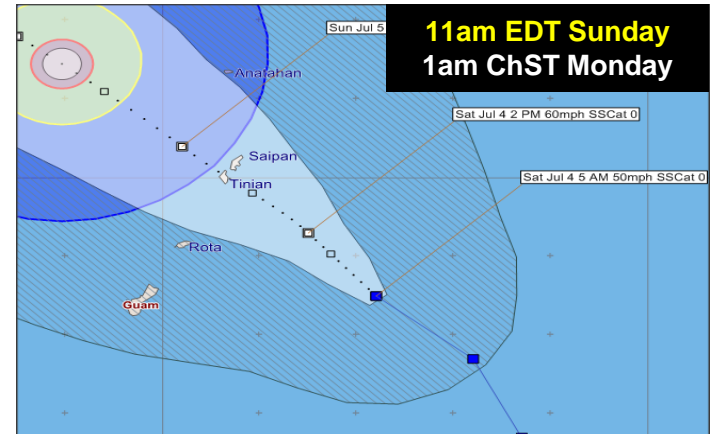 11am EDT Sunday
1am ChST Monday
Sun Jul 5
Anatahan
Sat Jul 4 2 PM 60mph SSCat 0
Saipan
Sat Jul 4 5 AM 50mph SSCat 0
Tinian
Rota
Guam